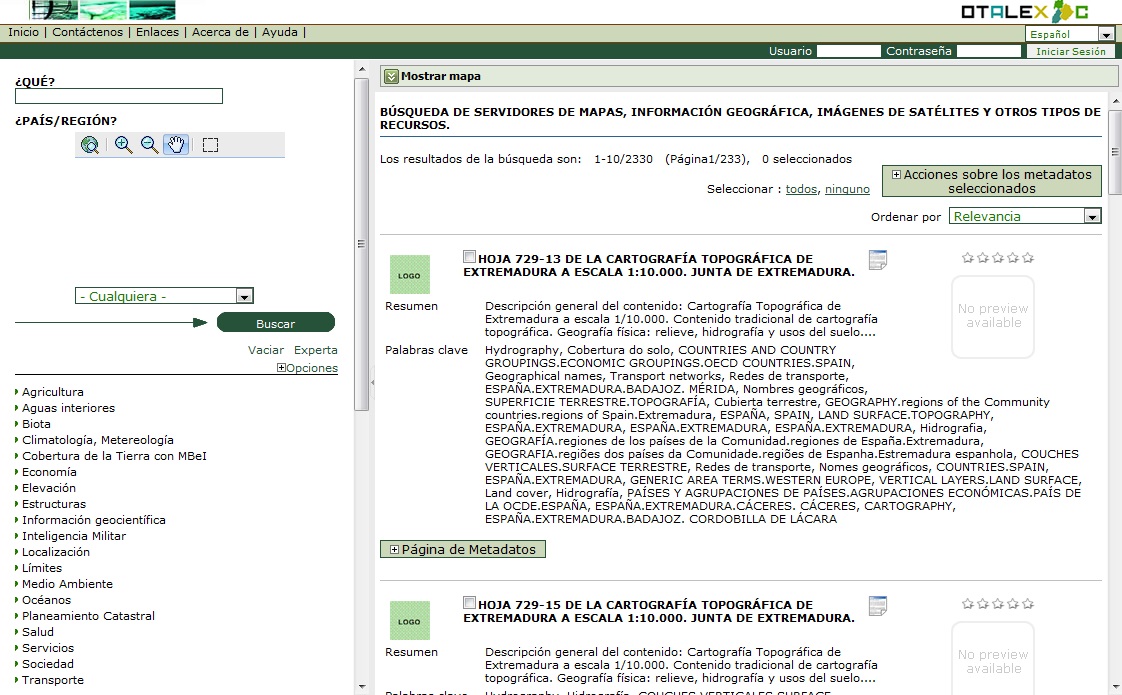 OTALEX C
Inicio | Contáctenos | Enlaces | Acerca de | Ayuda |
Español
Usuario Contraseña Iniciar Sesión
¿QUÉ?
¿PAÍS/REGIÓN?
- Cualquiera -
Buscar
Vaciar Experta
Opciones
Agricultura
Aguas interiores
Biota
Climatología, Metereología
Cobertura de la Tierra con MBeI
Economía
Elevación
Estructuras
Información geocientífica
Inteligencia Militar
Localización
Límites
Medio Ambiente
Océanos
Planeamiento Catastral
Salud
Servicios
Sociedad
Transporte
Mostrar mapa
BÚSQUEDA DE SERVIDORES DE MAPAS, INFORMACIÓN GEOGRÁFICA, IMÁGENES DE SATÉLITES Y OTROS TIPOS DE
RECURSOS.
Los resultados de la búsqueda son: 1-10/2330 (Página1/233), 0 seleccionados
Acciones sobre los metadatos
seleccionados
Seleccionar : todos, ninguno
Ordenar por Relevancia
LOGO
HOJA 729-13 DE LA CARTOGRAFÍA TOPOGRÁFICA DE
EXTREMADURA A ESCALA 1:10.000. JUNTA DE EXTREMADURA.
No preview
available
Resumen
Descripción general del contenido: Cartografía Topográfica de
Extremadura a escala 1/10.000. Contenido tradicional de cartografía
topográfica. Geografía física: relieve, hidrografía y usos del suelo....
Palabras clave
Hydrography, Cobertura do solo, COUNTRIES AND COUNTRY
GROUPINGS.ECONOMIC GROUPINGS.OECD COUNTRIES.SPAIN,
Geographical names, Transport networks, Redes de transporte,
ESPAÑA.EXTREMADURA.BADAJOZ. MÉRIDA, Nombres geográficos,
SUPERFICIE TERRESTRE.TOPOGRAFÍA, Cubierta terrestre, GEOGRAPHY.regions of the Community
countries.regions of Spain.Extremadura, ESPAÑA, SPAIN, LAND SURFACE.TOPOGRAPHY,
ESPAÑA.EXTREMADURA, ESPAÑA.EXTREMADURA, ESPAÑA.EXTREMADURA, Hidrografia,
GEOGRAFÍA.regiones de los países de la Comunidad.regiones de España.Extremadura,
GEOGRAFIA.regiões dos países da Comunidade.regiões de Espanha.Estremadura espanhola, COUCHES
VERTICALES.SURFACE TERRESTRE, Redes de transporte, Nomes geográficos, COUNTRIES.SPAIN,
ESPAÑA.EXTREMADURA, GENERIC AREA TERMS.WESTERN EUROPE, VERTICAL LAYERS.LAND SURFACE,
Land cover, Hidrografía, PAÍSES Y AGRUPACIONES DE PAÍSES.AGRUPACIONES ECONÓMICAS.PAÍS DE
LA OCDE.ESPAÑA, ESPAÑA.EXTREMADURA.CÁCERES. CÁCERES, CARTOGRAPHY,
ESPAÑA.EXTREMADURA.BADAJOZ. CORDOBILLA DE LÁCARA
Página de Metadatos
LOGO
HOJA 729-15 DE LA CARTOGRAFÍA TOPOGRÁFICA DE
EXTREMADURA A ESCALA 1:10.000. JUNTA DE EXTREMADURA.
No preview
available
Resumen
Descripción general del contenido: Cartografía Topográfica de
Extremadura a escala 1/10.000. Contenido tradicional de cartografía
topográfica. Geografía física: relieve, hidrografía y usos del suelo....
Palabras clave
Hydrography, Hidrografía, COUCHES VERTICALES.SURFACE